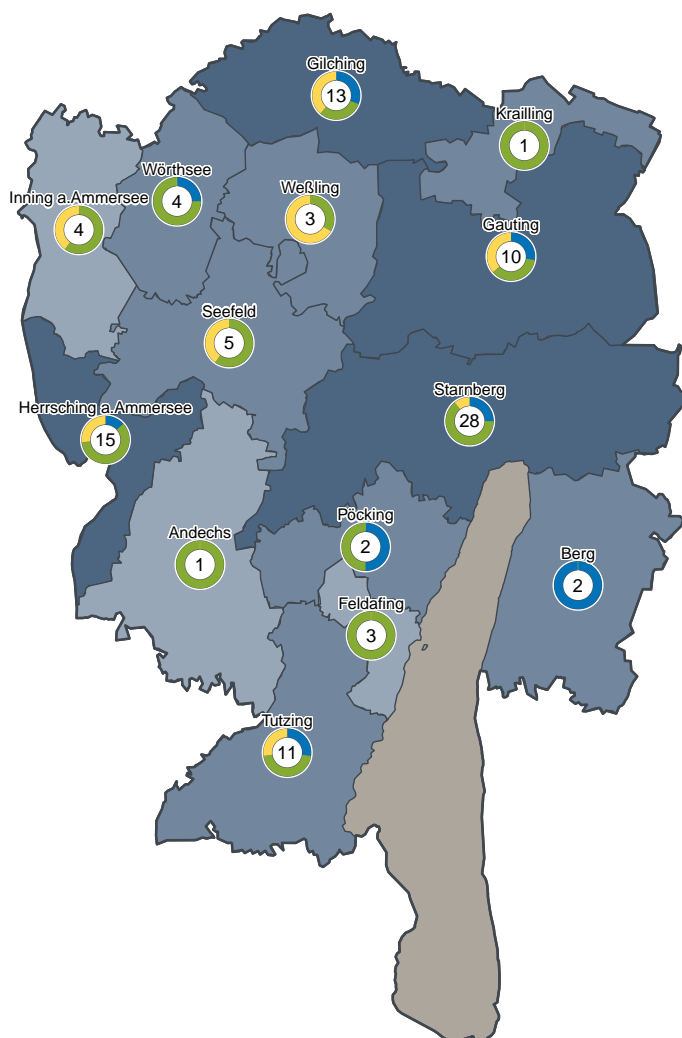 Gilching
13
Krailling
1
Wörthsee
4
Inning a.Ammersee
4
Weßling
3
Gauting
10
Seefeld
5
Herrsching a.Ammersee
15
Starnberg
28
Pöcking
2
Andechs
1
Berg
2
Feldafing
3
Tutzing
11